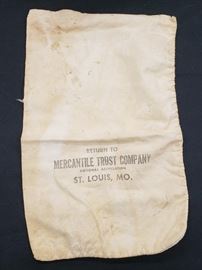 RETURN TO
MERCANTILE TRUST COMPANY
NATIONAL ASSOCIATION
ST. LOUIS, MO.